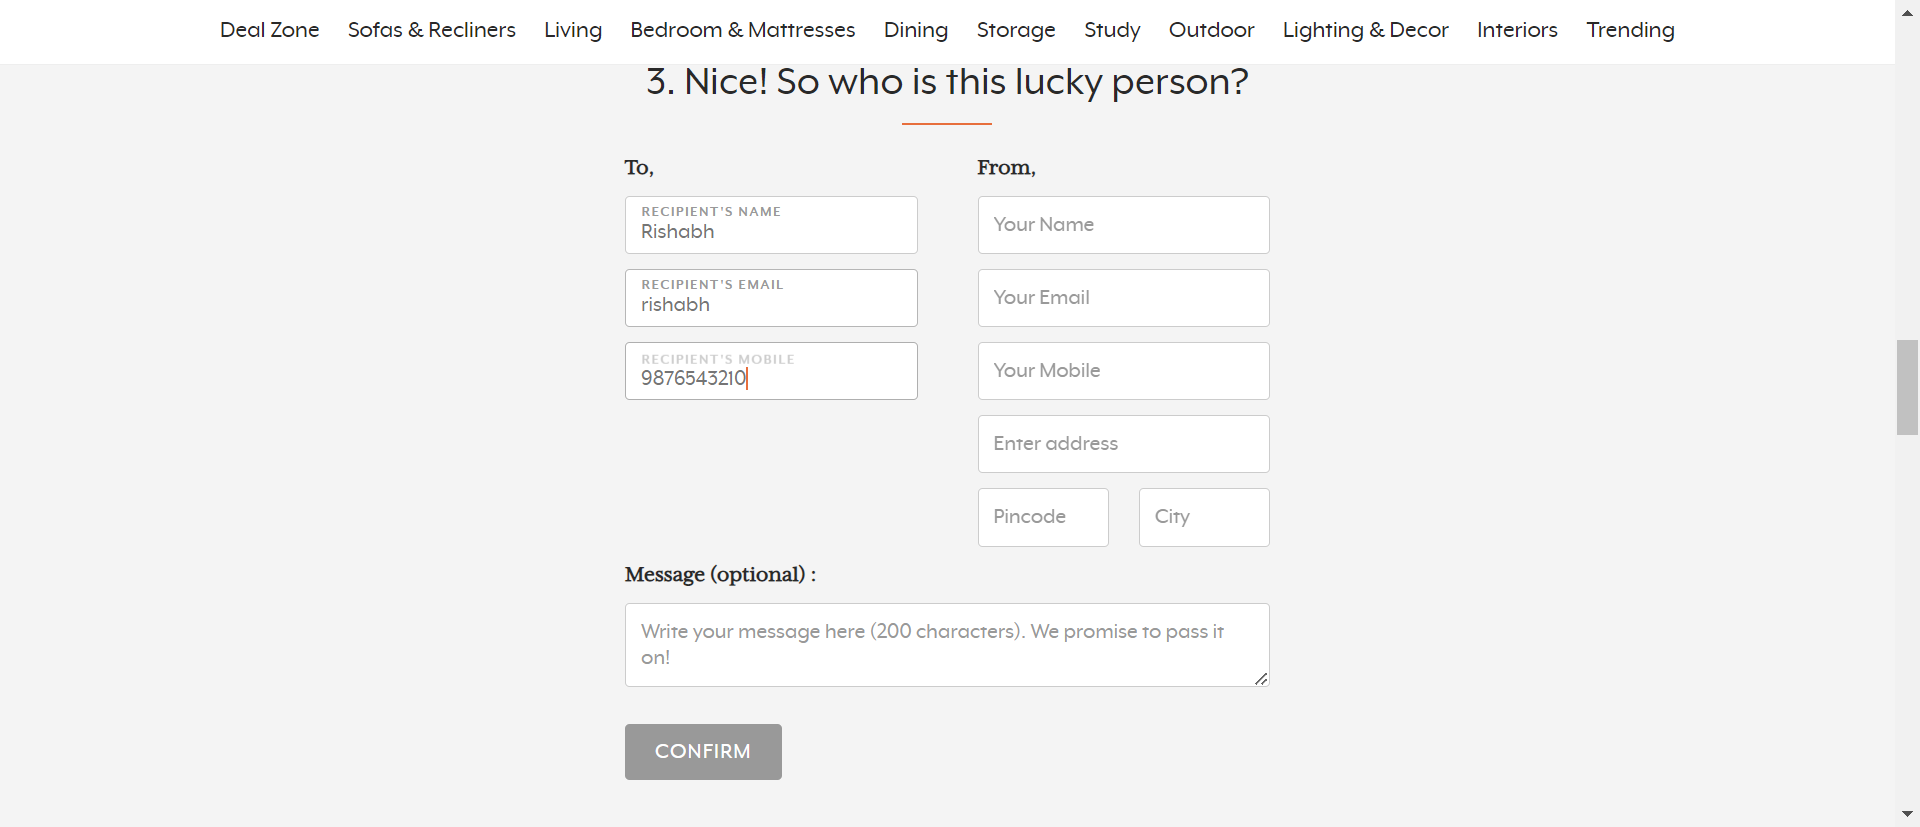 Deal Zone Sofas & Recliners Living Bedroom & Mattresses Dining Storage Study Outdoor Lighting & Decor Interiors Trending
3. Nice! So who is this lucky person?
To,
RECIPIENT'S NAME
Rishabh
RECIPIENT'S EMAIL
rishabh
RECIPIENT'S MOBILE
9876543210
From,
Your Name
Your Email
Your Mobile
Enter address
Pincode City
Message (optional) :
Write your message here (200 characters). We promise to pass it
on!
CONFIRM